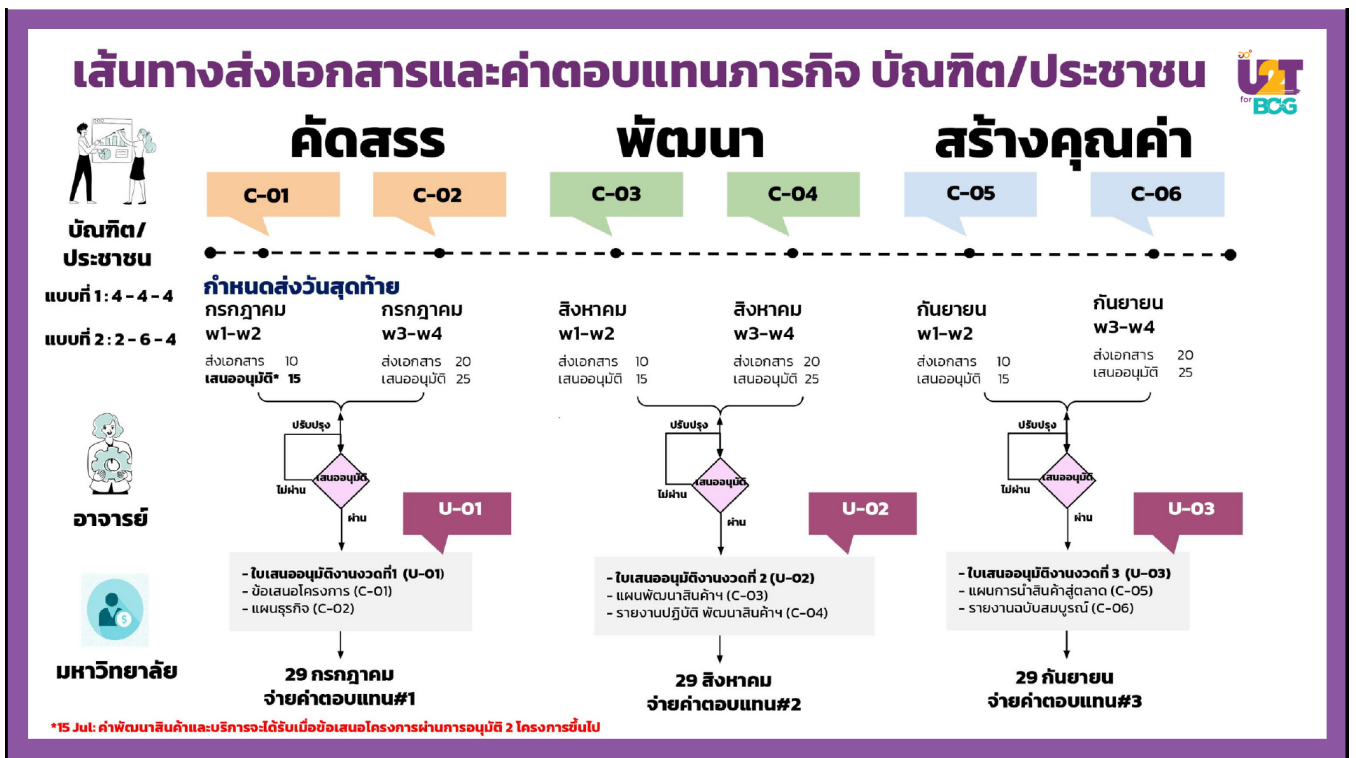 เส้นทางส่งเอกสารและค่าตอบแทนภารกิจ บัณฑิต/ประชาชน
U2T
for BCG
คัดสรร
พัฒนา
สร้างคุณค่า
C-01
C-02
C-03
C-04
C-05
C-06
บัณฑิต/
ประชาชน
แบบที่ 1 : 4 - 4 - 4
แบบที่ 2 : 2 - 6 - 4
กำหนดส่งวันสุดท้าย
กรกฎาคม
w1-w2
ส่งเอกสาร 10
เสนออนุมัติ* 15
กรกฎาคม
w3-w4
ส่งเอกสาร 20
เสนออนุมัติ 25
สิงหาคม
w1-w2
ส่งเอกสาร 10
เสนออนุมัติ 15
สิงหาคม
w3-w4
ส่งเอกสาร 20
เสนออนุมัติ 25
กันยายน
w1-w2
ส่งเอกสาร 10
เสนออนุมัติ 15
กันยายน
w3-w4
ส่งเอกสาร 20
เสนออนุมัติ 25
อาจารย์
ปรับปรุง
เสนออนุมัติ
ไม่ผ่าน
ผ่าน
U-01
ปรับปรุง
เสนออนุมัติ
ไม่ผ่าน
ผ่าน
U-02
ปรับปรุง
เสนออนุมัติ
ไม่ผ่าน
ผ่าน
U-03
มหาวิทยาลัย
- ใบเสนออนุมัติงานงวดที่1 (U-01)
- ข้อเสนอโครงการ (C-01)
- แผนธุรกิจ (C-02)
- ใบเสนออนุมัติงานงวดที่ 2 (U-02)
- แผนพัฒนาสินค้าฯ (C-03)
- รายงานปฏิบัติ พัฒนาสินค้าฯ (C-04)
- ใบเสนออนุมัติงานงวดที่ 3 (U-03)
- แผนการนำสินค้าสู่ตลาด (C-05)
- รายงานฉบับสมบูรณ์ (C-06)
29 กรกฎาคม
จ่ายค่าตอบแทน#1
29 สิงหาคม
จ่ายค่าตอบแทน#2
29 กันยายน
จ่ายค่าตอบแทน#3
*15 Jul: ค่าพัฒนาสินค้าและบริการจะได้รับเมื่อข้อเสนอโครงการผ่านการอนุมัติ 2 โครงการขึ้นไป